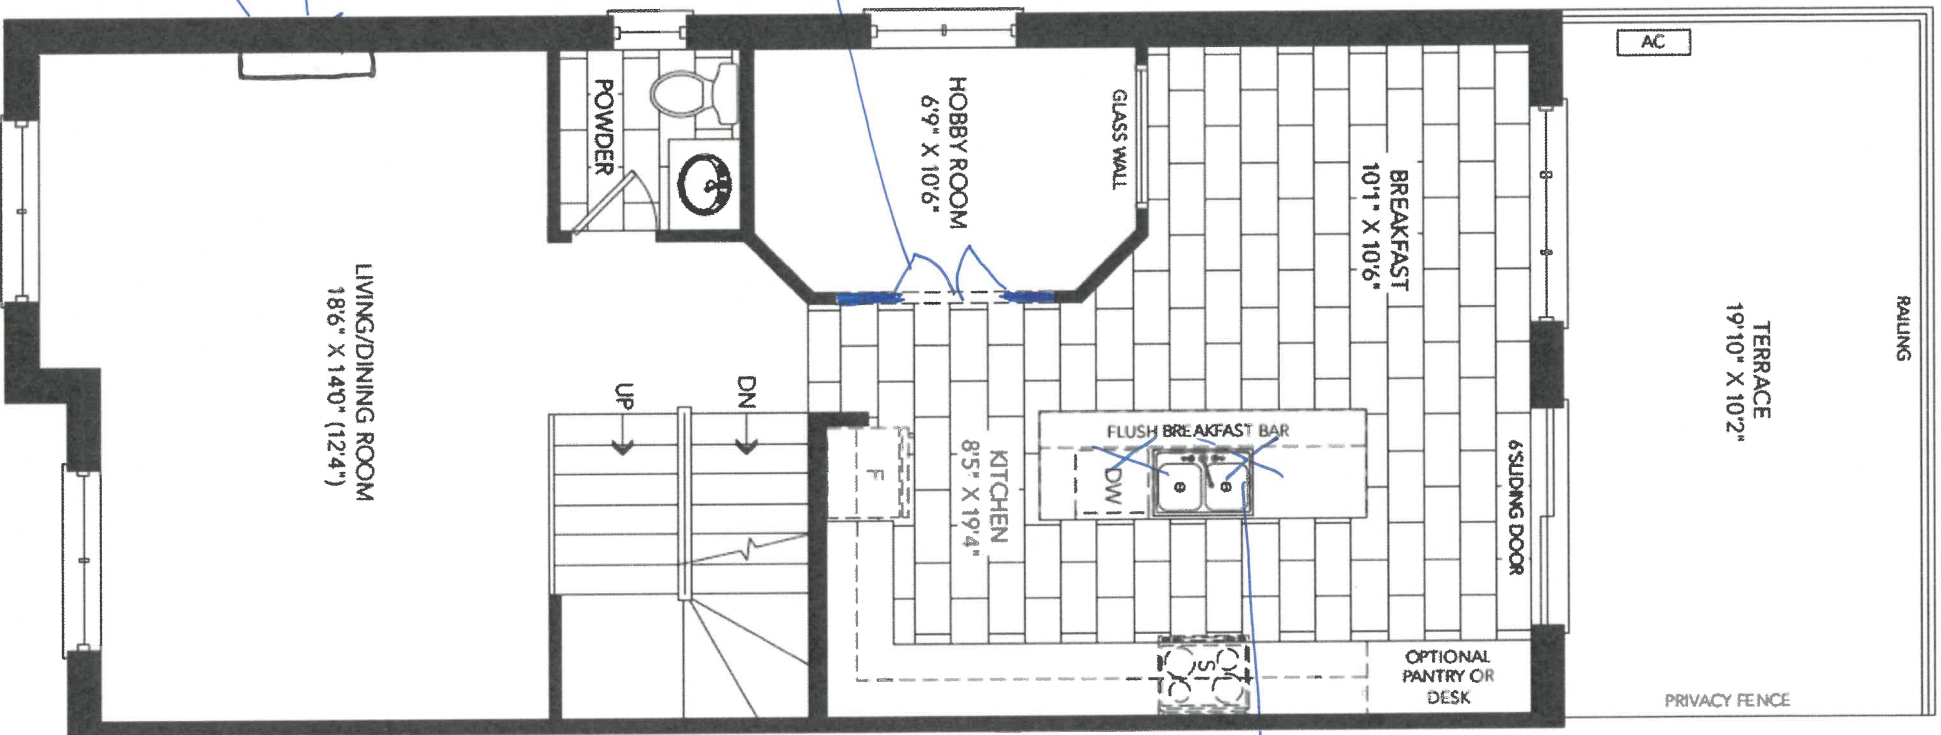 AC
RAILING
TERRACE
19'10" X 10'2"
PRIVACY FENCE
BREAKFAST
10'1" X 10'6"
6'SLIDING DOOR
OPTIONAL
PANTRY OR
DESK
GLASS WALL
HOBBY ROOM
6'9" X 10'6"
FLUSH BREAKFAST BAR
DW
S
KITCHEN
8'5" X 19'4"
F
POWDER
DN
UP
LIVING/DINING ROOM
18'6" X 14'0" (12'4")